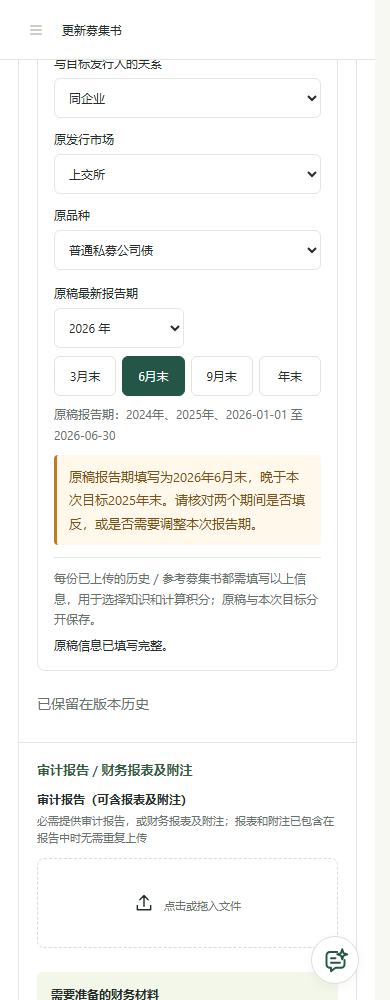 更新募集书
与目标发行人的关系
同企业
原发行市场
上交所
原品种
普通私募公司债
原稿最新报告期
2026 年
3月末
6月末
9月末
年末
原稿报告期：2024年、2025年、2026-01-01 至
2026-06-30
原稿报告期填写为2026年6月末，晚于本
次目标2025年末。请核对两个期间是否填
反，或是否需要调整本次报告期。
每份已上传的历史 / 参考募集书都需填写以上信
息，用于选择知识和计算积分；原稿与本次目标分
开保存。
原稿信息已填写完整。
已保留在版本历史
审计报告 / 财务报表及附注
审计报告（可含报表及附注）
必需提供审计报告，或财务报表及附注；报表和附注已包含在
报告中时无需重复上传
点击或拖入文件
需要准备的财务材料